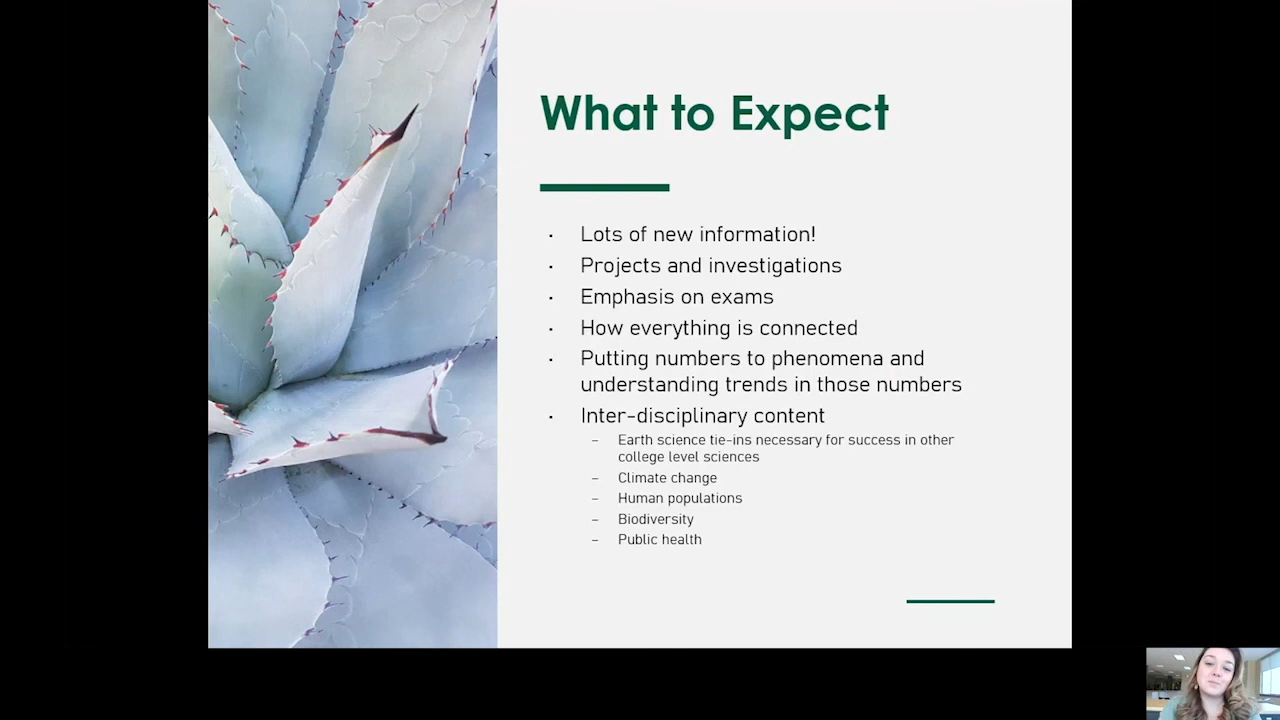 What to Expect
· Lots of new information!
· Projects and investigations
· Emphasis on exams
· How everything is connected
· Putting numbers to phenomena and
understanding trends in those numbers
· Inter-disciplinary content
– Earth science tie-ins necessary for success in other
college level sciences
– Climate change
– Human populations
– Biodiversity
– Public health